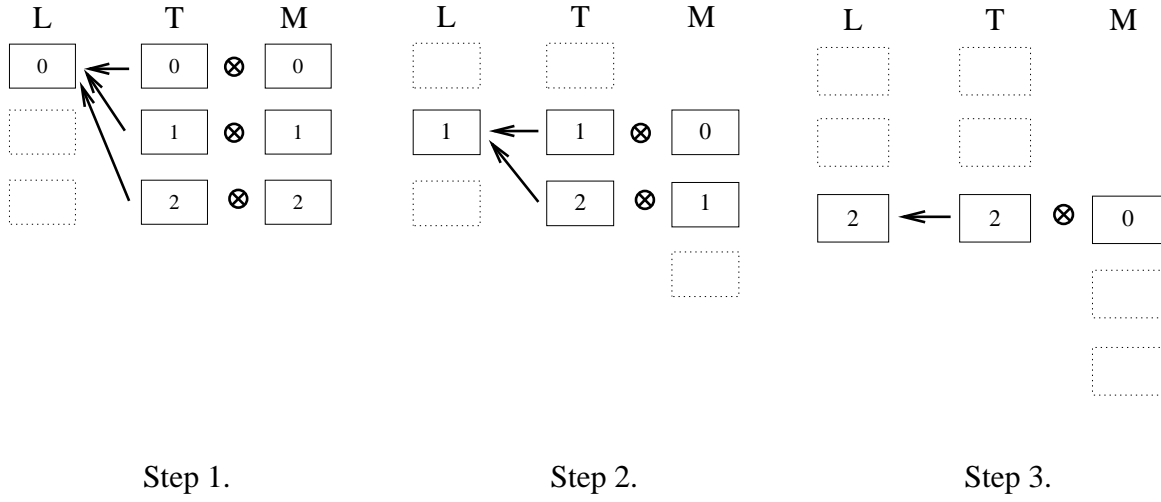 L T M
0 0 ⊗ 0
1 ⊗ 1
2 ⊗ 2
Step 1.
L T M
1 1 ⊗ 0
2 ⊗ 1
Step 2.
L T M
2 2 ⊗ 0
Step 3.